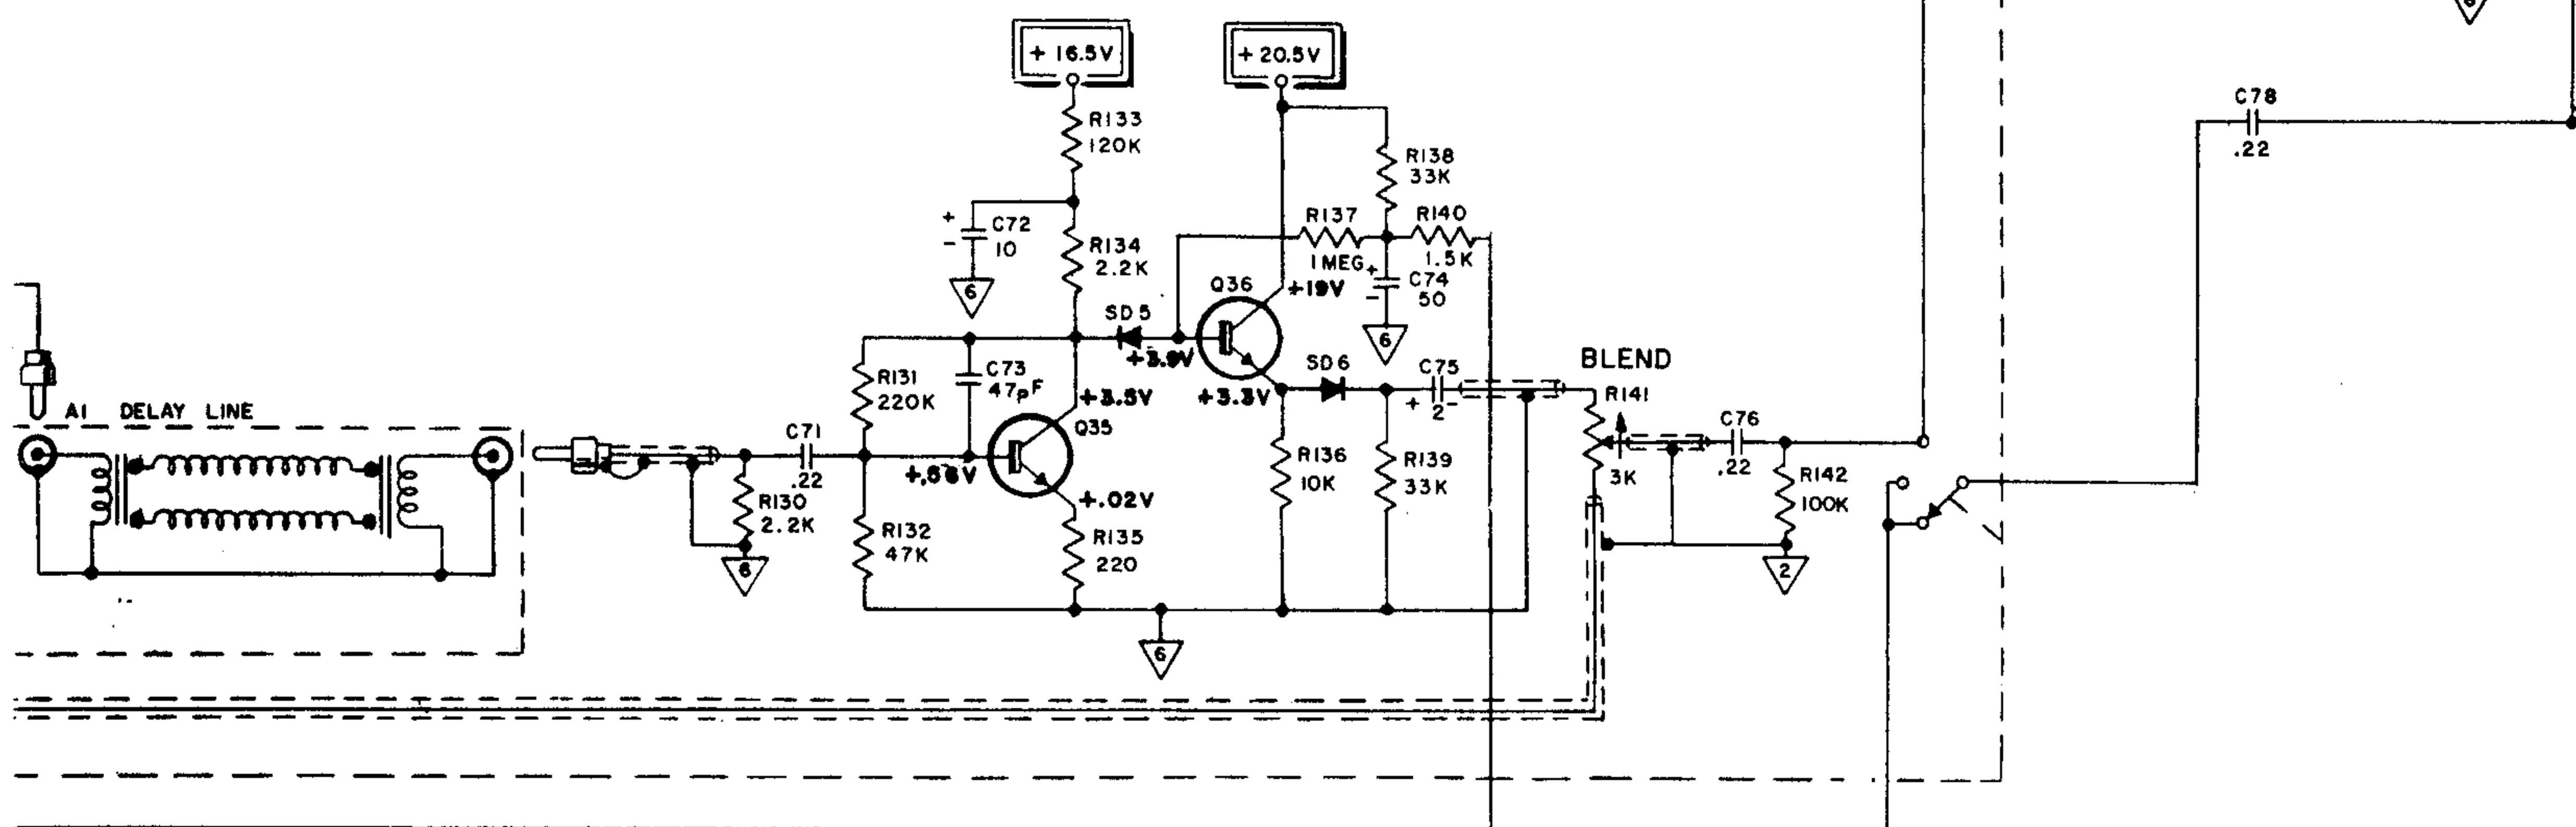 + 16.5V
+ 20.5V
R133
120K
C78
.22
R138
33K
+
C72
-
10
R134
2.2K
R137
1MEG
R140
1.5K
6
SD5
+3.9V
Q36
+19V
+
C74
-
50
6
BLEND
A1 DELAY LINE
R131
220K
C73
47pF
+3.5V
Q35
+3.3V
SD6
C75
+
2
-
R141
3K
C76
.22
C71
.22
R130
2.2K
6
R132
47K
+.02V
R135
220
R136
10K
R139
33K
R142
100K
2
6